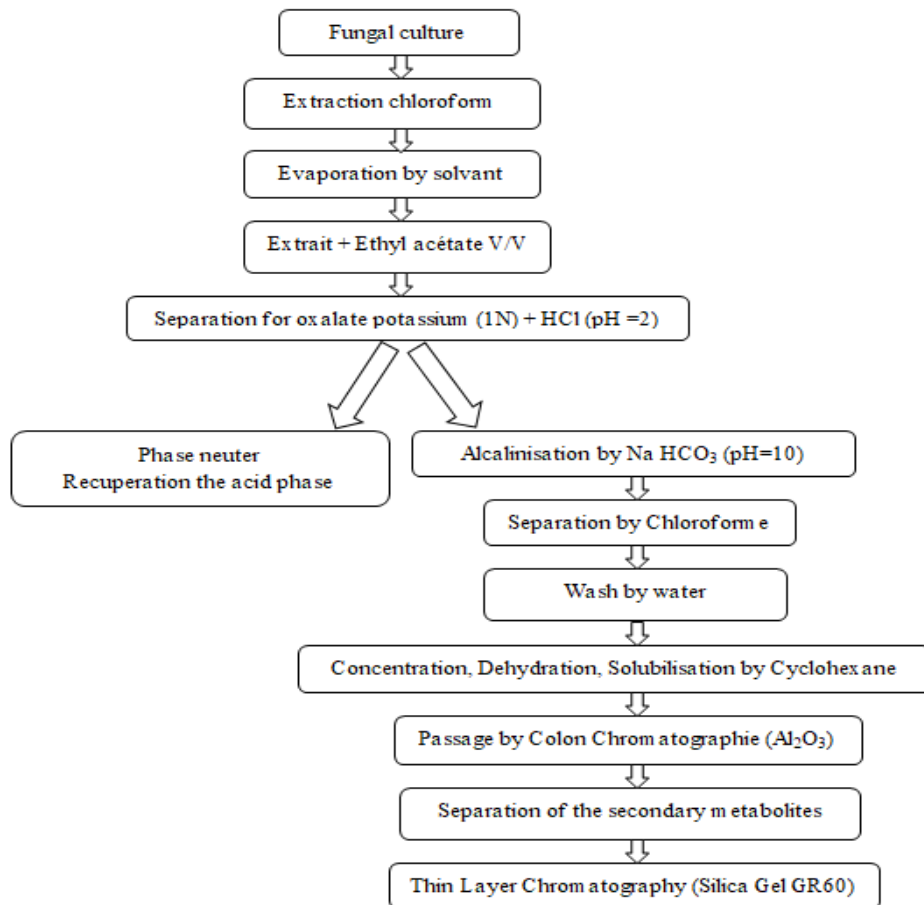 Fungal culture
Extraction chloroform
Evaporation by solvant
Extrait + Ethyl acétate V/V
Separation for oxalate potassium (1N) + HCl (pH =2)
Phase neuter
Recuperation the acid phase
Alcalinisation by Na HCO₃ (pH=10)
Separation by Chloroforme
Wash by water
Concentration, Dehydration, Solubilisation by Cyclohexane
Passage by Colon Chromatographie (Al₂O₃)
Separation of the secondary metabolites
Thin Layer Chromatography (Silica Gel GR60)